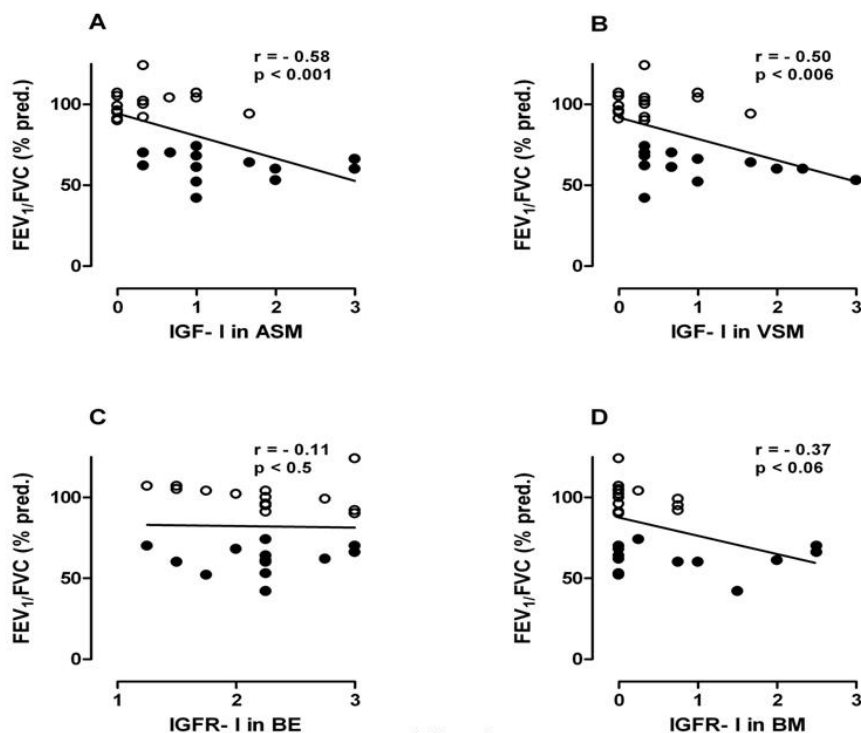 A
r = - 0.58
p < 0.001
FEV1/FVC (% pred.)
100
50
0
0 1 2 3
IGF- I in ASM
B
r = - 0.50
p < 0.006
FEV1/FVC (% pred.)
100
50
0
0 1 2 3
IGF- I in VSM
C
r = - 0.11
p < 0.5
FEV1/FVC (% pred.)
100
50
0
1 2 3
IGFR- I in BE
D
r = - 0.37
p < 0.06
FEV1/FVC (% pred.)
100
50
0
0 1 2 3
IGFR- I in BM